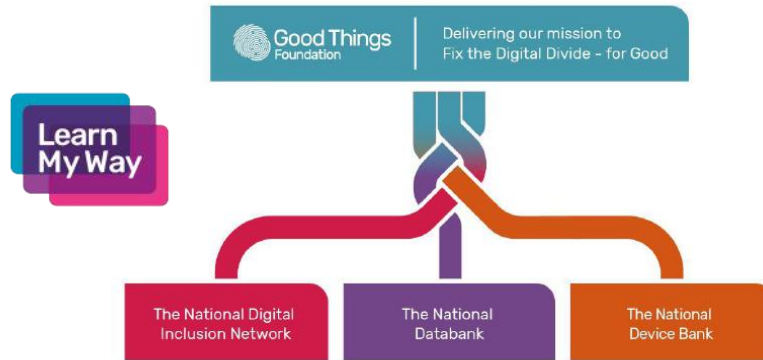 Good Things
Foundation
Delivering our mission to
Fix the Digital Divide - for Good
Learn
My Way
The National Digital
Inclusion Network
The National
Databank
The National
Device Bank